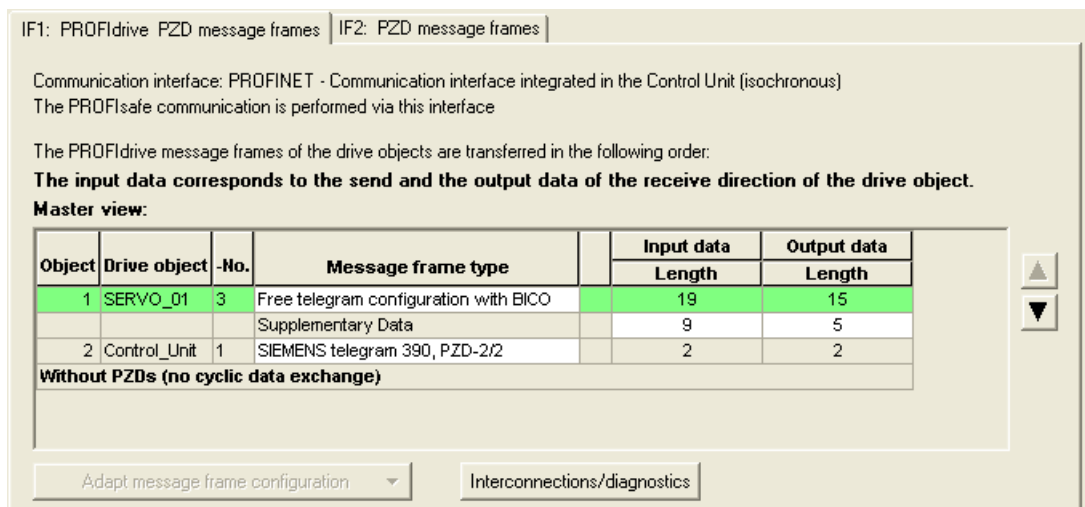 IF1: PROFIdrive PZD message frames IF2: PZD message frames
Communication interface: PROFINET - Communication interface integrated in the Control Unit (isochronous)
The PROFIsafe communication is performed via this interface
The PROFIdrive message frames of the drive objects are transferred in the following order:
The input data corresponds to the send and the output data of the receive direction of the drive object.
Master view:
Object Drive object -No. Message frame type Input data Output data
Length Length
1 SERVO_01 3 Free telegram configuration with BICO 19 15
Supplementary Data 9 5
2 Control_Unit 1 SIEMENS telegram 390, PZD-2/2 2 2
Without PZDs (no cyclic data exchange)
Adapt message frame configuration Interconnections/diagnostics